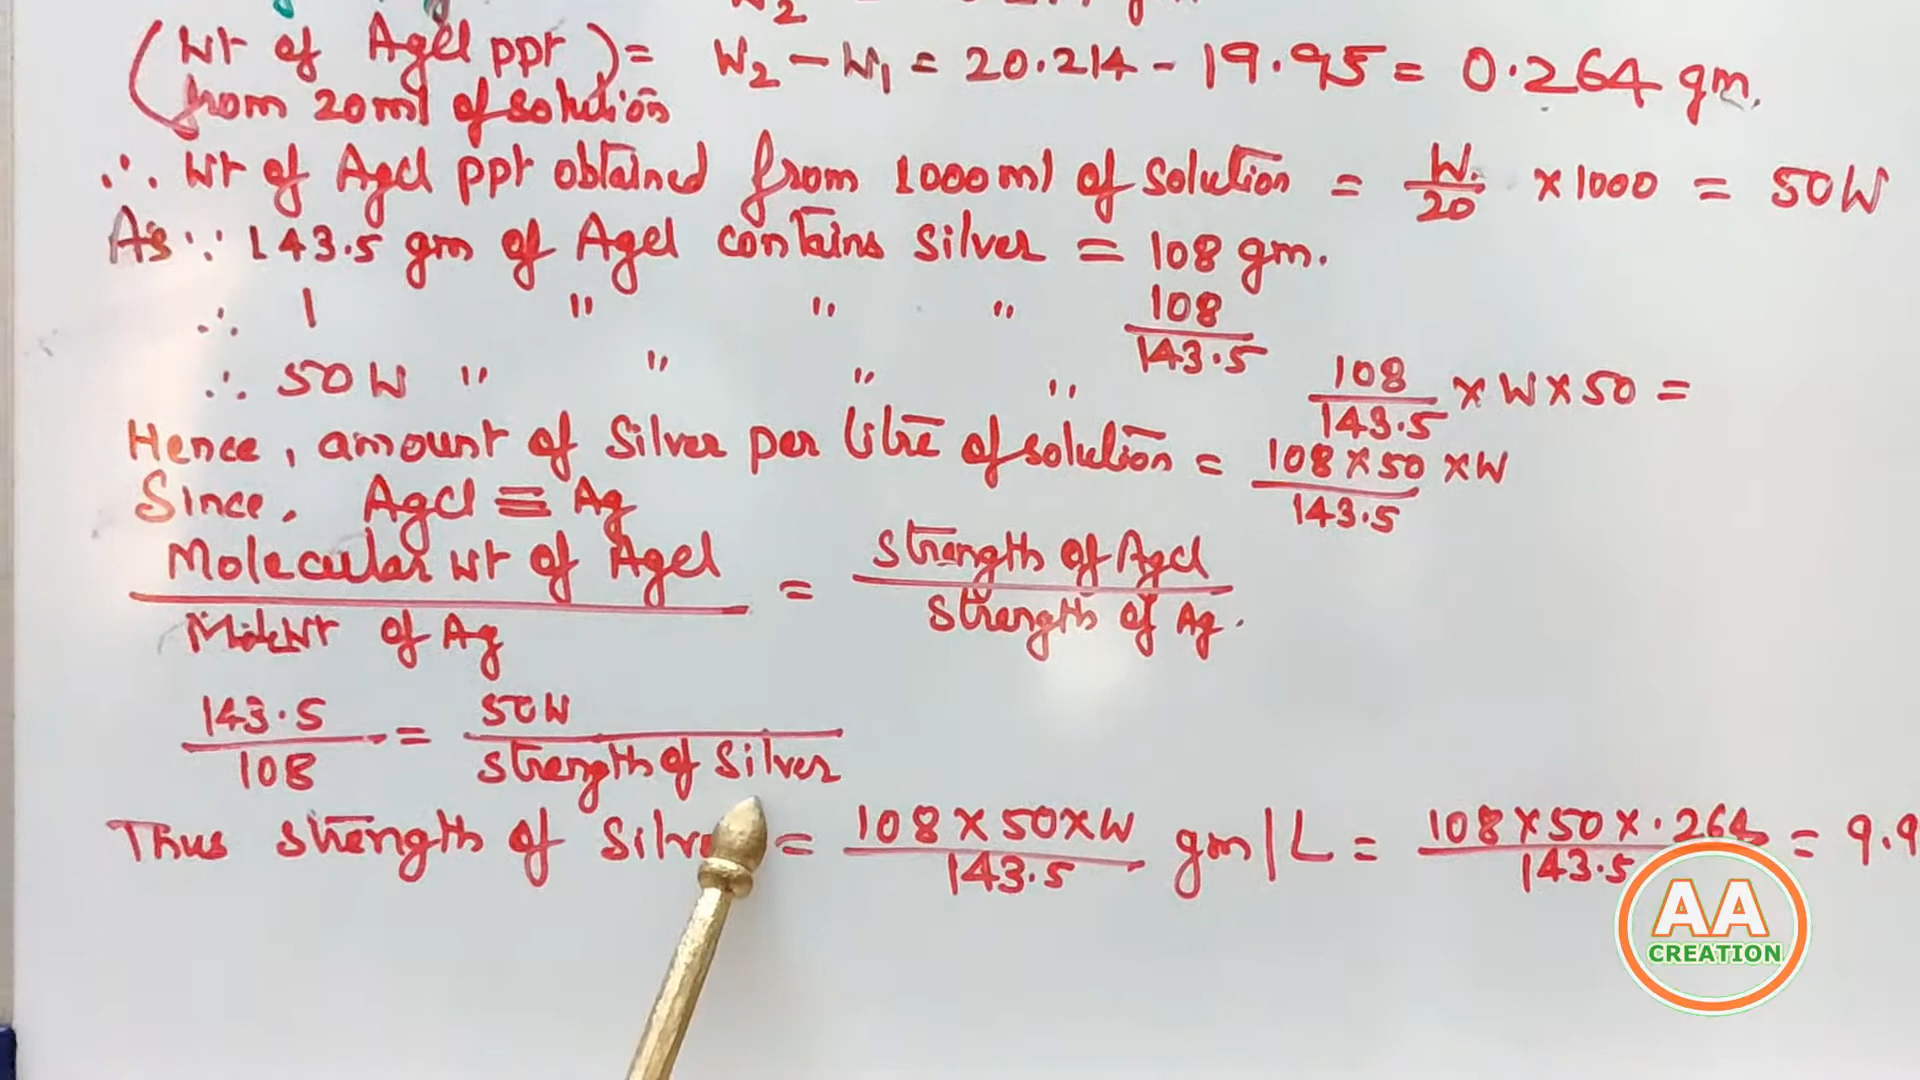 (Wt of Agcl ppt) = W2 - W1 = 20.214 - 19.95 = 0.264 gm.
from 20ml of solution
∴ Wt of Agcl ppt obtained from 1000 ml of solution = W/20 × 1000 = 50W
As ∵ 143.5 gm of Agcl contains silver = 108 gm.
∴ 1 " " " 108/143.5
∴ 50W " " " " 108/143.5 × W × 50 =
Hence, amount of silver per litre of solution = 108×50/143.5 × W
Since, AgCl ≡ Ag
Molecular wt of Agcl / Mol.Wt of Ag = Strength of Agcl / Strength of Ag.
143.5/108 = 50W / Strength of Silver
Thus strength of = 108×50×W/143.5 gm/L = 108×50×.264/143.5 = 9.9
AA
CREATION